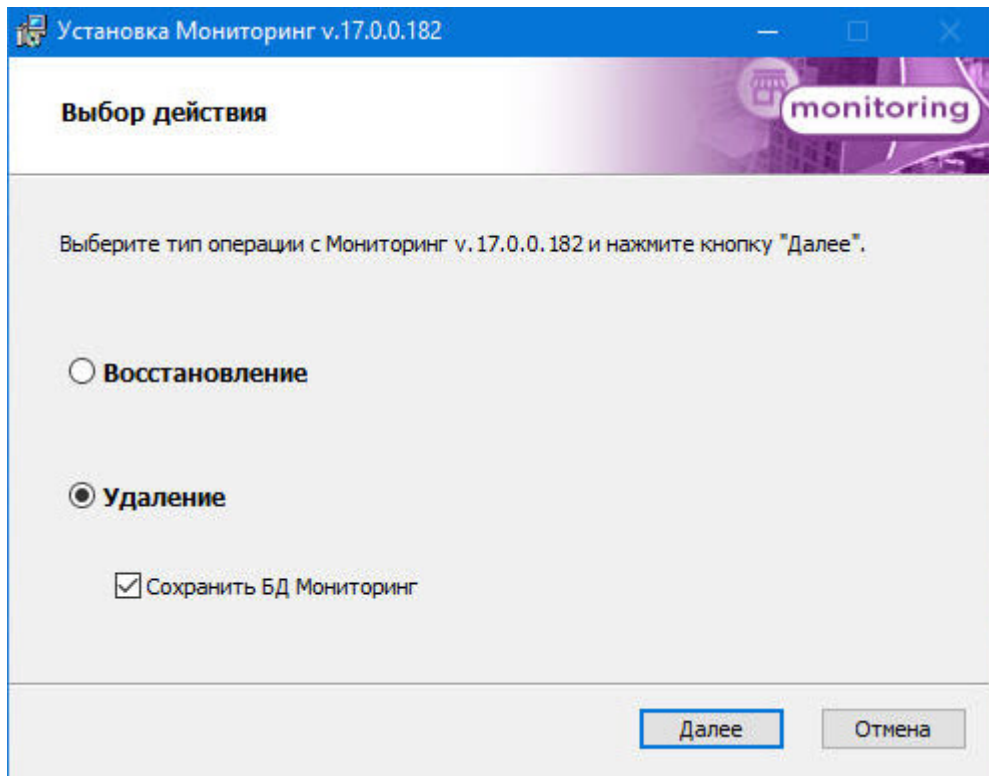 Установка Мониторинг v.17.0.0.182
Выбор действия
monitoring
Выберите тип операции с Мониторинг v.17.0.0.182 и нажмите кнопку "Далее".
Восстановление
Удаление
Сохранить БД Мониторинг
Далее
Отмена